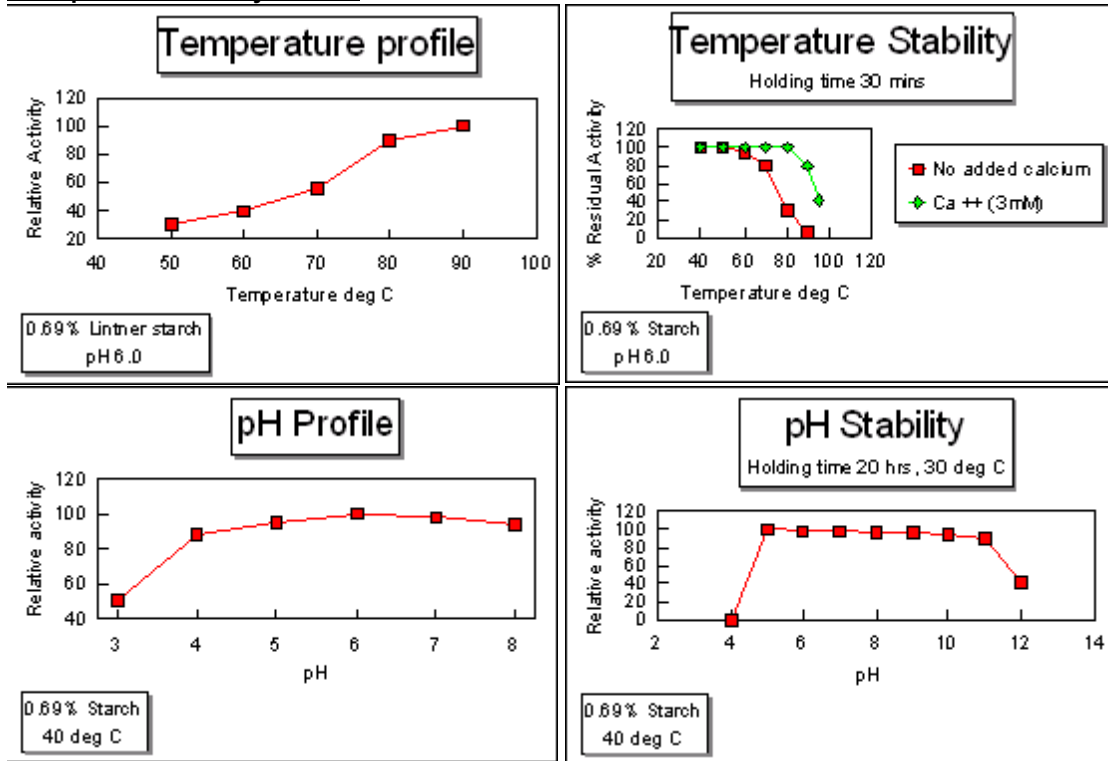 Temperature profile
Relative Activity
120
100
80
60
40
20
40 50 60 70 80 90 100
Temperature deg C
0.69% Lintner starch
pH 6.0
Temperature Stability
Holding time 30 mins
% Residual Activity
120
100
80
60
40
20
0
20 40 60 80 100 120
Temperature deg C
No added calcium
Ca ++ (3mM)
0.69% Starch
pH 6.0
pH Profile
Relative activity
120
100
80
60
40
3 4 5 6 7 8
pH
0.69% Starch
40 deg C
pH Stability
Holding time 20 hrs, 30 deg C
Relative activity
120
100
80
60
40
20
0
2 4 6 8 10 12 14
pH
0.69% Starch
40 deg C